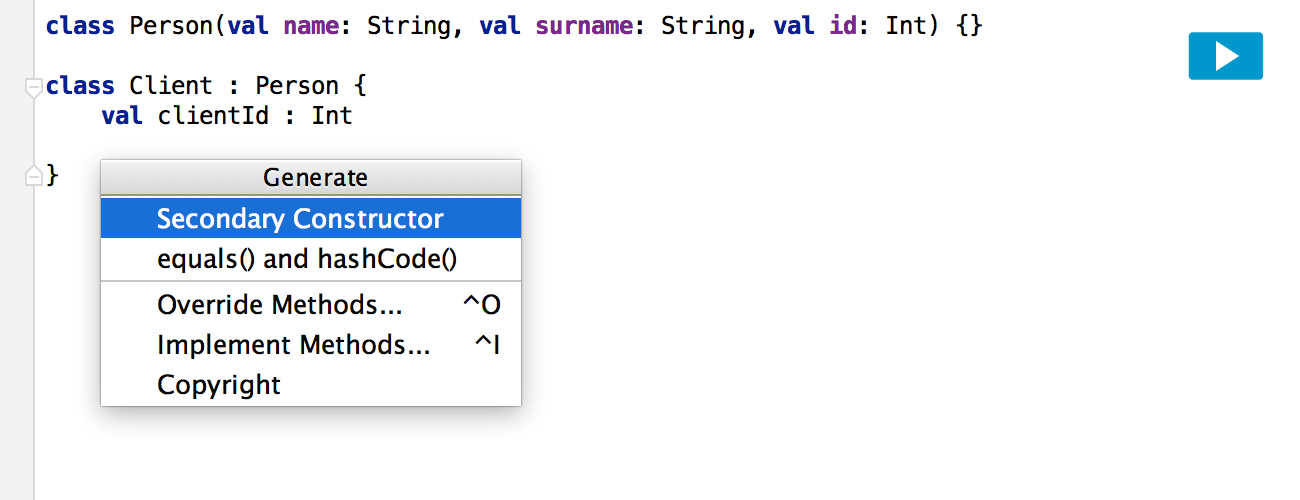 class Person(val name: String, val surname: String, val id: Int) {}
class Client : Person {
val clientId : Int
}
Generate
Secondary Constructor
equals() and hashCode()
Override Methods... ^O
Implement Methods... ^I
Copyright